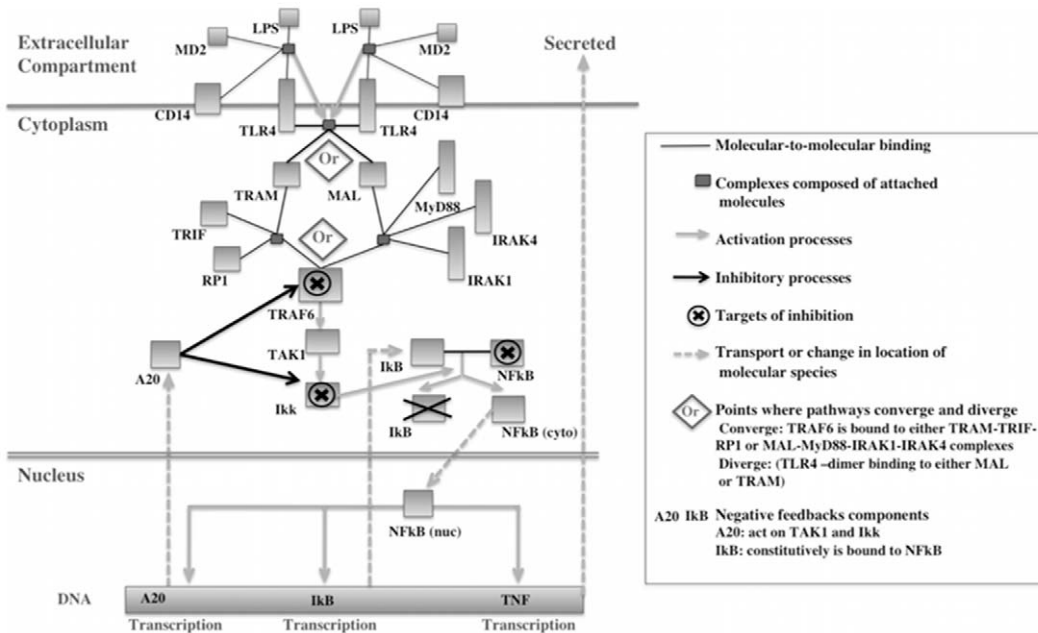 LPS
LPS
MD2
MD2
Extracellular
Compartment
Secreted
CD14
CD14
TLR4
TLR4
Cytoplasm
Or
TRAM
MAL
MyD88
TRIF
Or
IRAK4
RP1
IRAK1
TRAF6
TAK1
IkB
NFkB
A20
Ikk
IkB
NFkB (cyto)
Nucleus
NFkB (nuc)
DNA
A20
IkB
TNF
Transcription
Transcription
Transcription
Molecular-to-molecular binding
Complexes composed of attached
molecules
Activation processes
Inhibitory processes
Targets of inhibition
Transport or change in location of
molecular species
Or
Points where pathways converge and diverge
Converge: TRAF6 is bound to either TRAM-TRIF-
RP1 or MAL-MyD88-IRAK1-IRAK4 complexes
Diverge: (TLR4 –dimer binding to either MAL
or TRAM)
A20 IkB Negative feedbacks components
A20: act on TAK1 and Ikk
IkB: constitutively is bound to NFkB